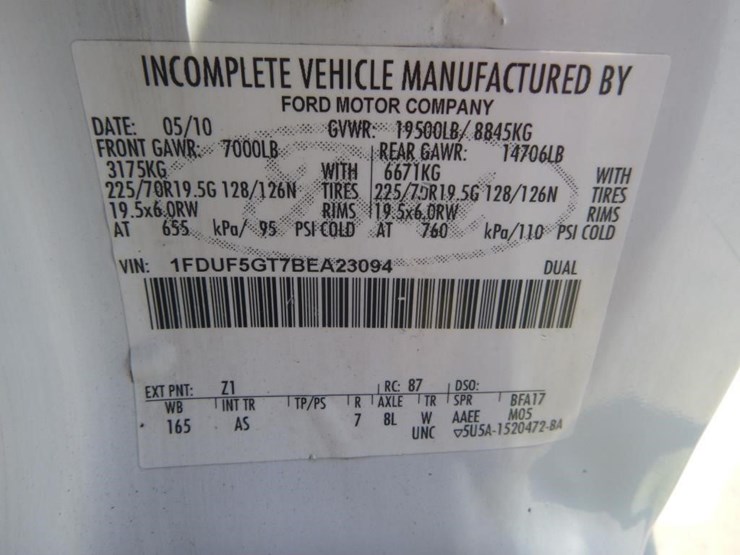 INCOMPLETE VEHICLE MANUFACTURED BY
FORD MOTOR COMPANY
DATE: 05/10 GVWR: 19500LB/ 8845KG
FRONT GAWR: 7000LB REAR GAWR: 14706LB
3175KG WITH 6671KG WITH
225/70R19.5G 128/126N TIRES 225/70R19.5G 128/126N TIRES
19.5x6.0RW RIMS 19.5x6.0RW RIMS
AT 655 kPa/ 95 PSI COLD AT 760 kPa/110 PSI COLD
VIN: 1FDUF5GT7BEA23094 DUAL
EXT PNT: Z1 RC: 87 DSO:
WB INT TR TP/PS R AXLE TR SPR BFA17
165 AS 7 8L W AAEE M05
UNC ▽5U5A-1520472-BA